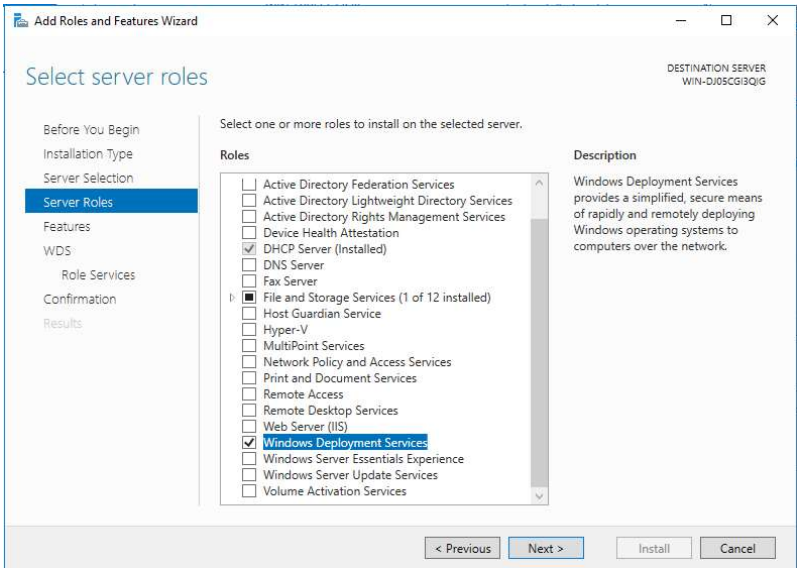 Add Roles and Features Wizard
Select server roles
DESTINATION SERVER
WIN-DJ05CGI3QIG
Before You Begin
Installation Type
Server Selection
Server Roles
Features
WDS
Role Services
Confirmation
Results
Select one or more roles to install on the selected server.
Roles
Active Directory Federation Services
Active Directory Lightweight Directory Services
Active Directory Rights Management Services
Device Health Attestation
DHCP Server (Installed)
DNS Server
Fax Server
File and Storage Services (1 of 12 installed)
Host Guardian Service
Hyper-V
MultiPoint Services
Network Policy and Access Services
Print and Document Services
Remote Access
Remote Desktop Services
Web Server (IIS)
Windows Deployment Services
Windows Server Essentials Experience
Windows Server Update Services
Volume Activation Services
Description
Windows Deployment Services
provides a simplified, secure means
of rapidly and remotely deploying
Windows operating systems to
computers over the network.
< Previous
Next >
Install
Cancel